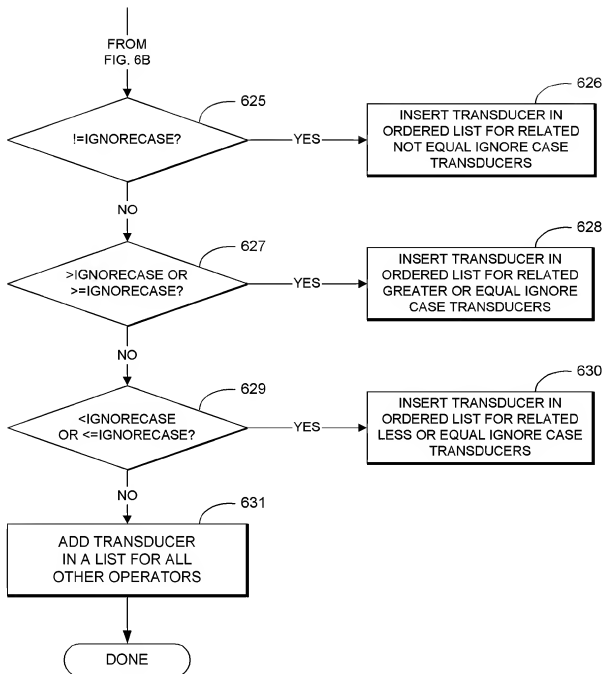 FROM
FIG. 6B
625
!=IGNORECASE?
YES
626
INSERT TRANSDUCER IN
ORDERED LIST FOR RELATED
NOT EQUAL IGNORE CASE
TRANSDUCERS
NO
627
>IGNORECASE OR
>=IGNORECASE?
YES
628
INSERT TRANSDUCER IN
ORDERED LIST FOR RELATED
GREATER OR EQUAL IGNORE
CASE TRANSDUCERS
NO
629
<IGNORECASE
OR <=IGNORECASE?
YES
630
INSERT TRANSDUCER IN
ORDERED LIST FOR RELATED
LESS OR EQUAL IGNORE CASE
TRANSDUCERS
NO
631
ADD TRANSDUCER
IN A LIST FOR ALL
OTHER OPERATORS
DONE